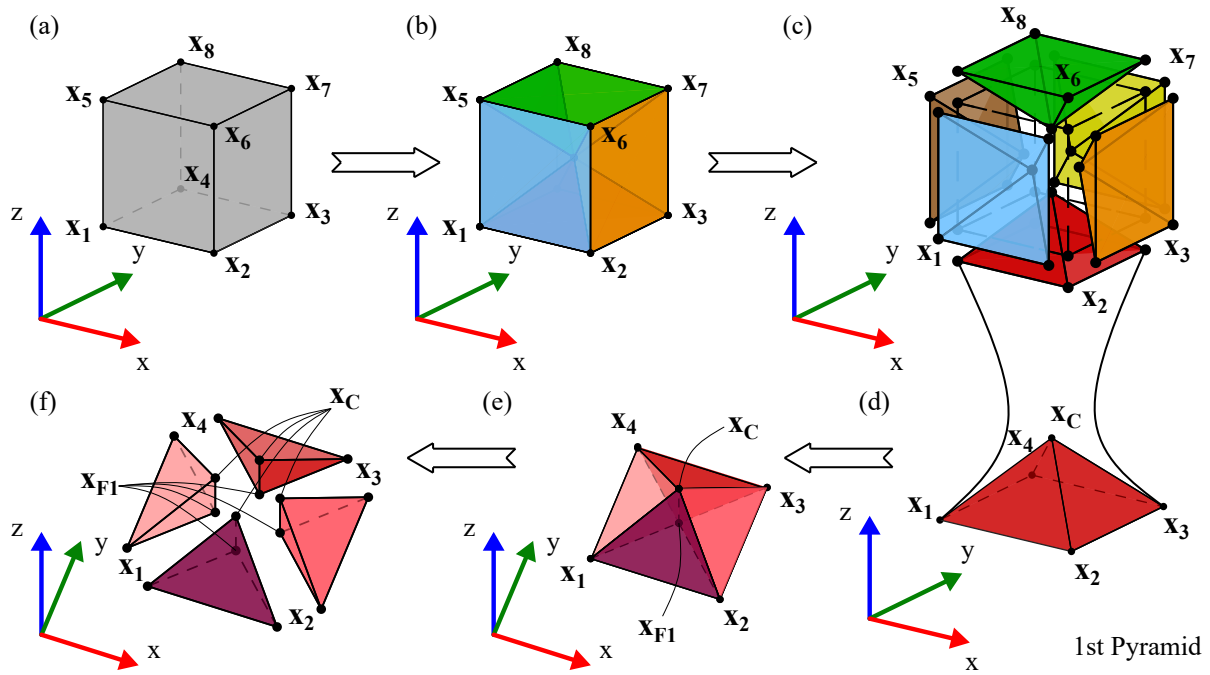 (a)
x8
x5
x7
x6
x4
x3
x1
x2
z
y
x
(b)
x8
x5
x7
x6
x3
x1
x2
z
y
x
(c)
x8
x7
x5
x6
x1
x3
x2
z
y
x
(d)
xC
x4
x1
x3
x2
z
y
x
1st Pyramid
(e)
x4
xC
x3
x1
x2
xF1
z
y
x
(f)
xC
x4
x3
xF1
x1
x2
z
y
x